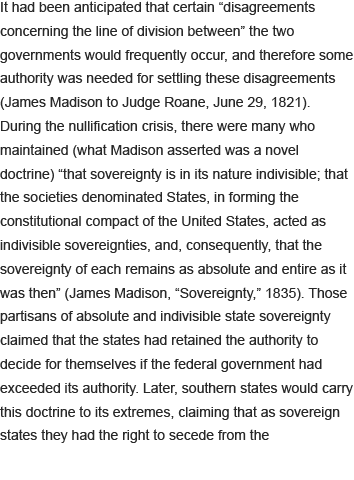 It had been anticipated that certain “disagreements
concerning the line of division between” the two
governments would frequently occur, and therefore some
authority was needed for settling these disagreements
(James Madison to Judge Roane, June 29, 1821).
During the nullification crisis, there were many who
maintained (what Madison asserted was a novel
doctrine) “that sovereignty is in its nature indivisible; that
the societies denominated States, in forming the
constitutional compact of the United States, acted as
indivisible sovereignties, and, consequently, that the
sovereignty of each remains as absolute and entire as it
was then” (James Madison, “Sovereignty,” 1835). Those
partisans of absolute and indivisible state sovereignty
claimed that the states had retained the authority to
decide for themselves if the federal government had
exceeded its authority. Later, southern states would carry
this doctrine to its extremes, claiming that as sovereign
states they had the right to secede from the